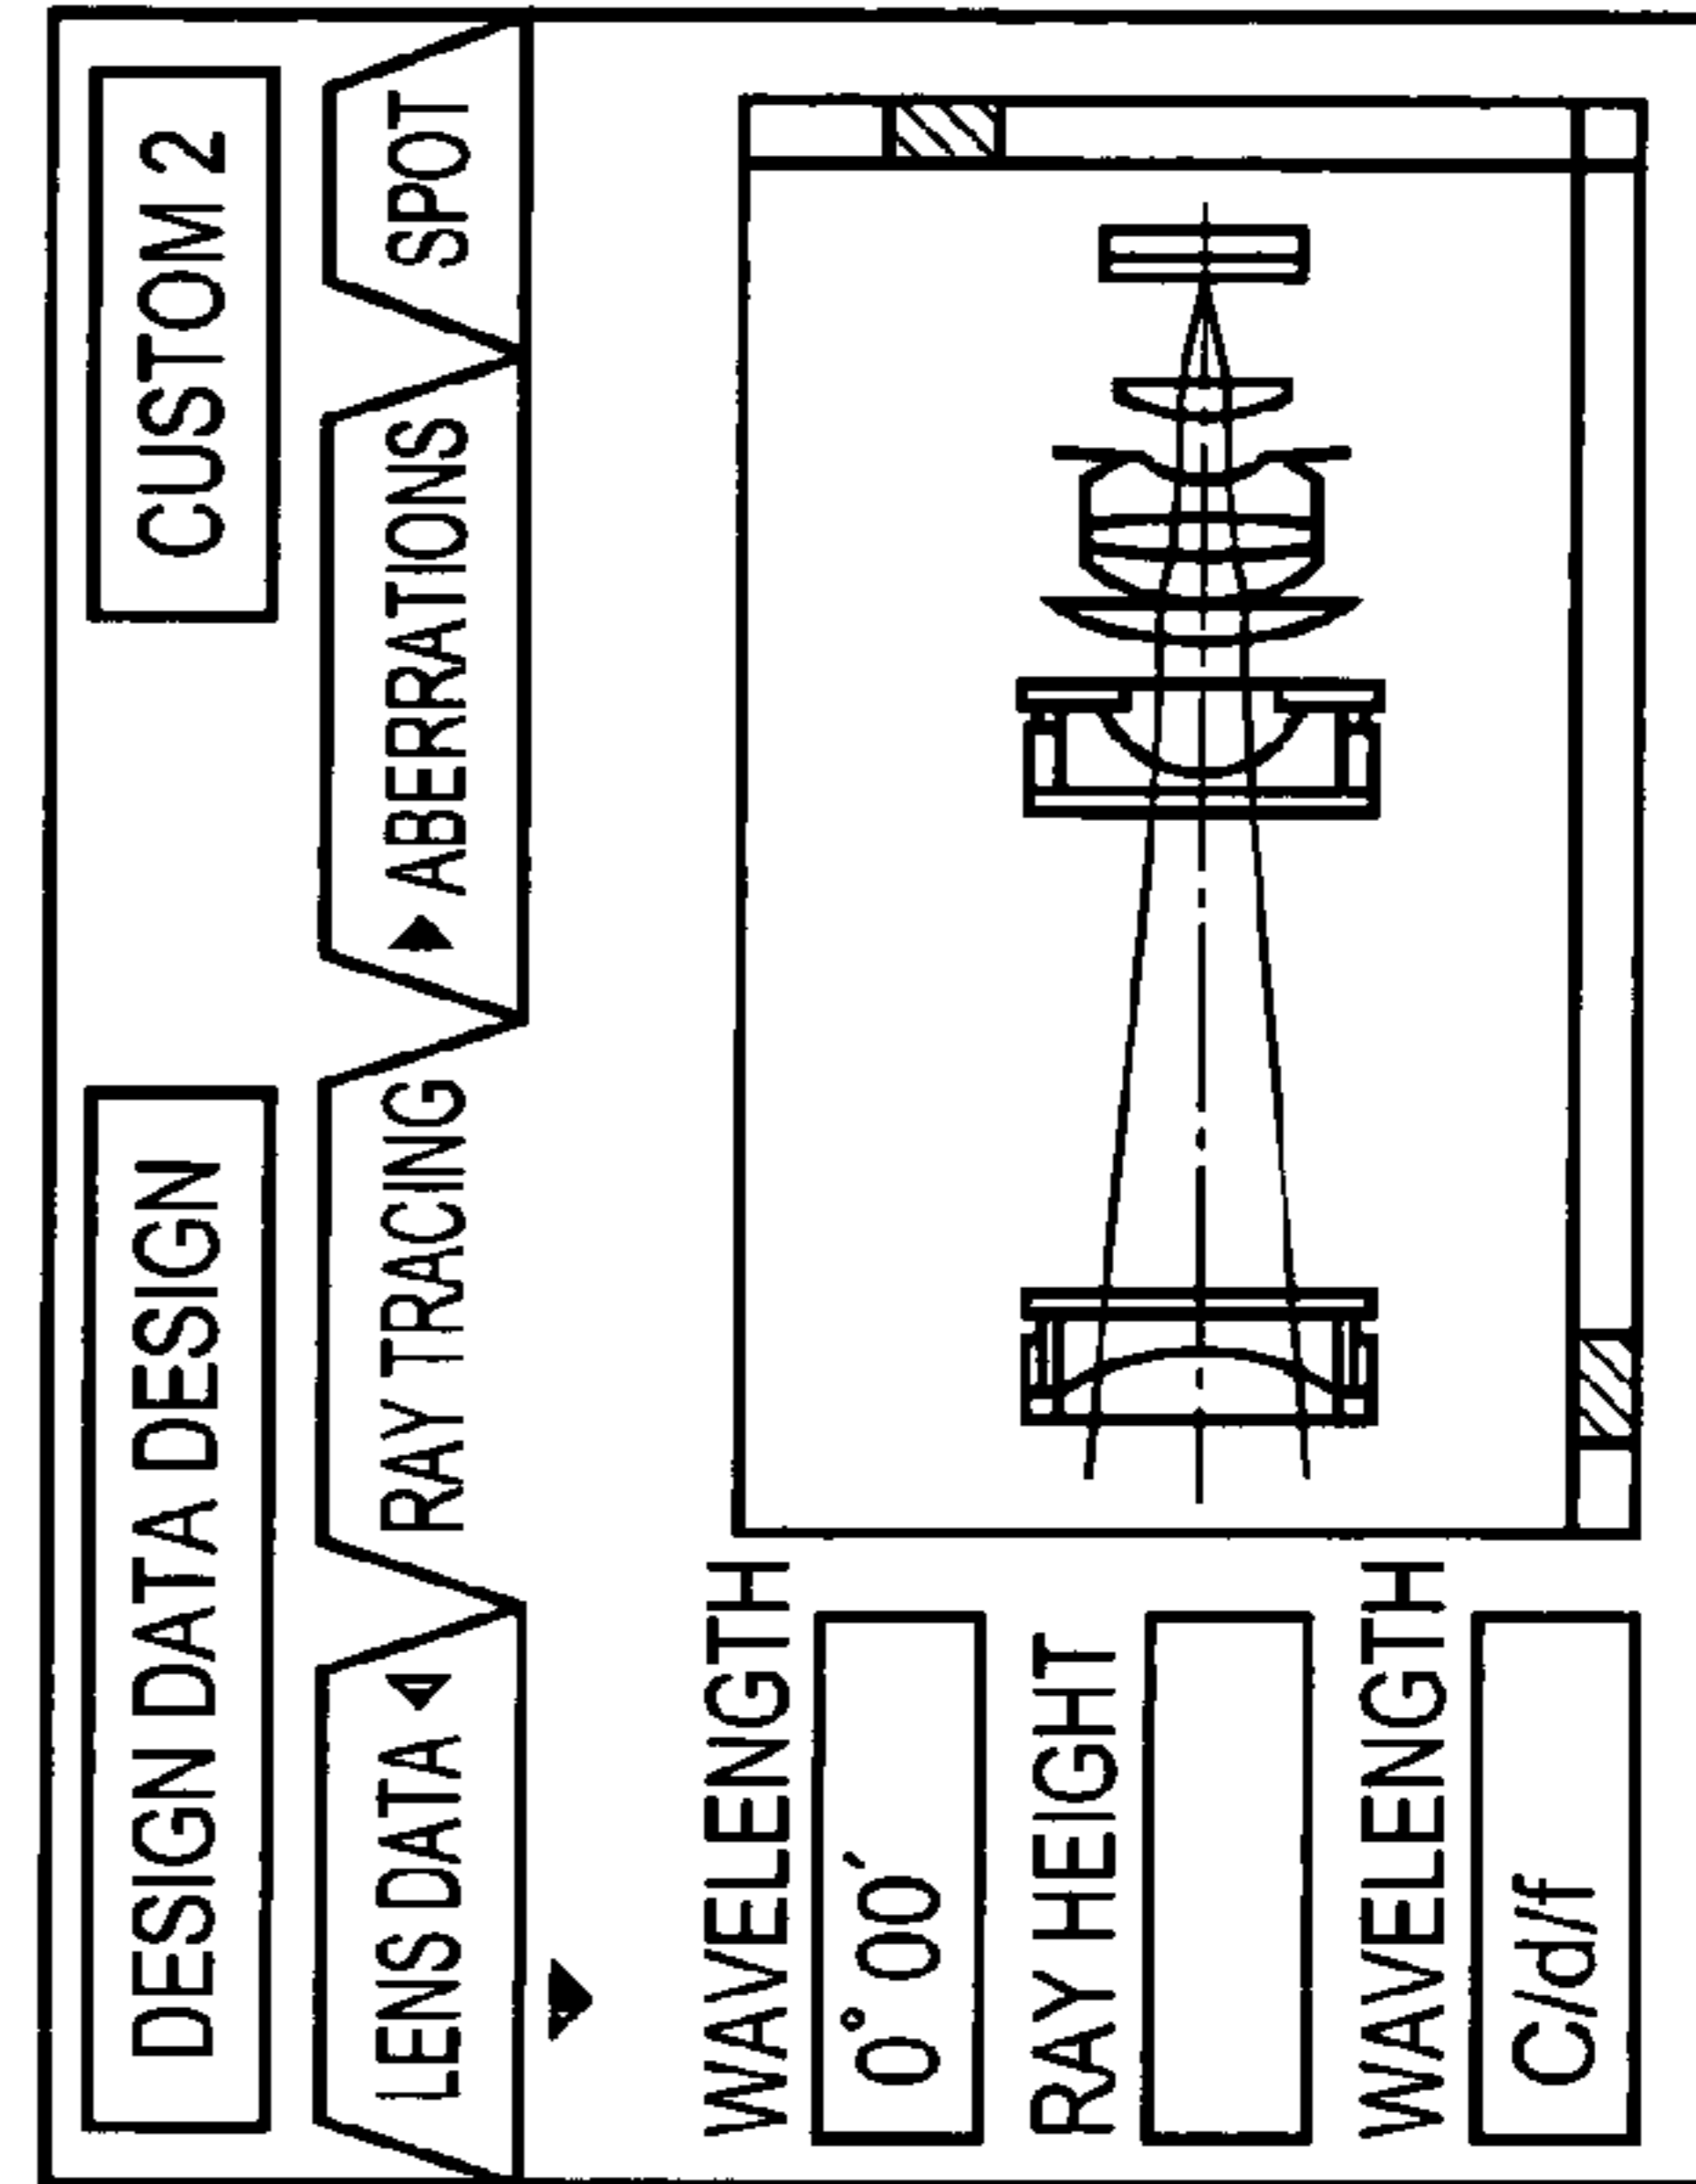 DESIGN DATA DESIGN
CUSTOM 2
LENS DATA
RAY TRACING
ABERRATIONS
SPOT
WAVELENGTH
0° 00′
RAY HEIGHT
WAVELENGTH
C/d/f